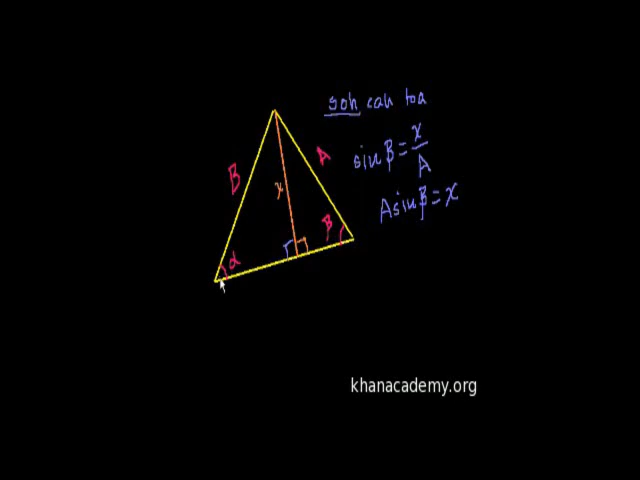 soh cah toa
sin β = x/A
A sin β = x
B
A
x
β
α
khanacademy.org